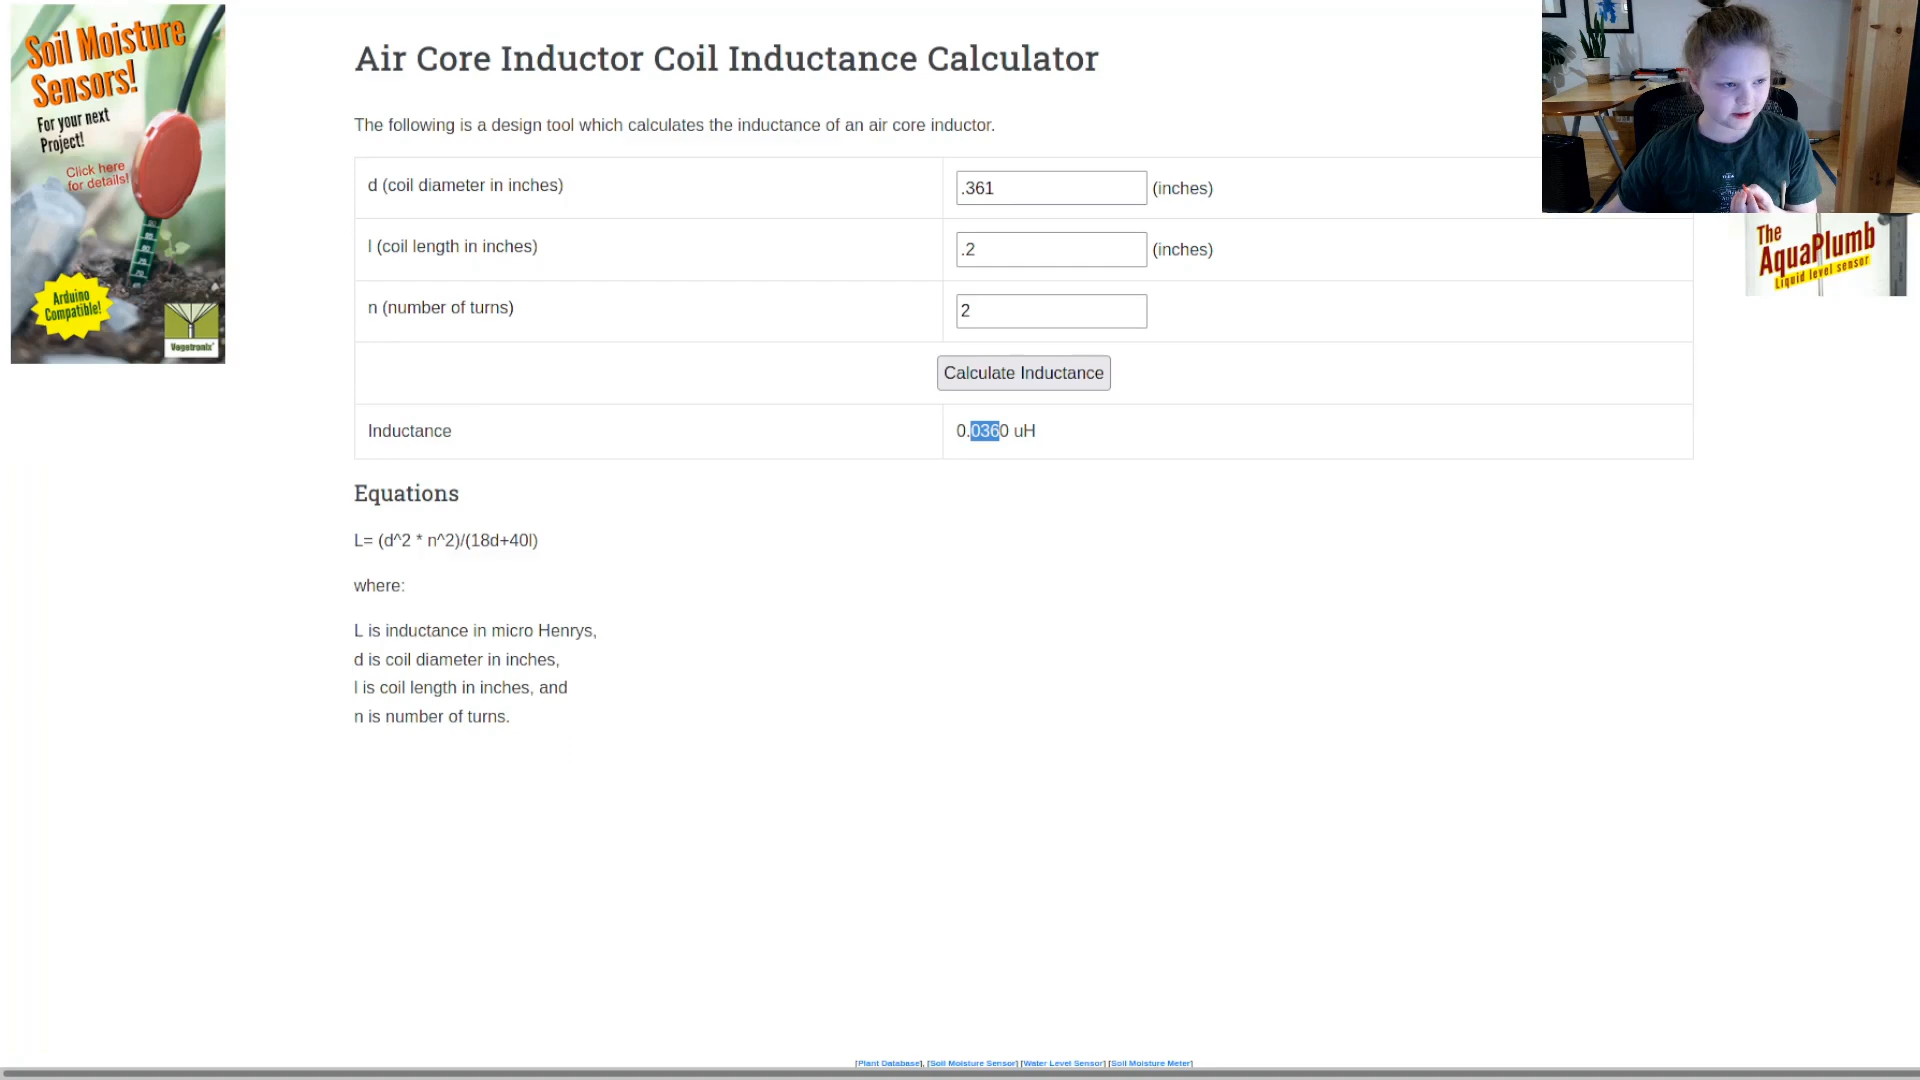 Soil Moisture
Sensors!
For your next
Project!
Click here
for details!
Arduino
Compatible!
Vegetronix
Air Core Inductor Coil Inductance Calculator
The following is a design tool which calculates the inductance of an air core inductor.
d (coil diameter in inches) .361 (inches)
l (coil length in inches) .2 (inches)
n (number of turns) 2
Calculate Inductance
Inductance 0.0360 uH
Equations
L= (d^2 * n^2)/(18d+40l)
where:
L is inductance in micro Henrys,
d is coil diameter in inches,
l is coil length in inches, and
n is number of turns.
The
AquaPlumb
Liquid level sensor
[Plant Database], [Soil Moisture Sensor] [Water Level Sensor] [Soil Moisture Meter]